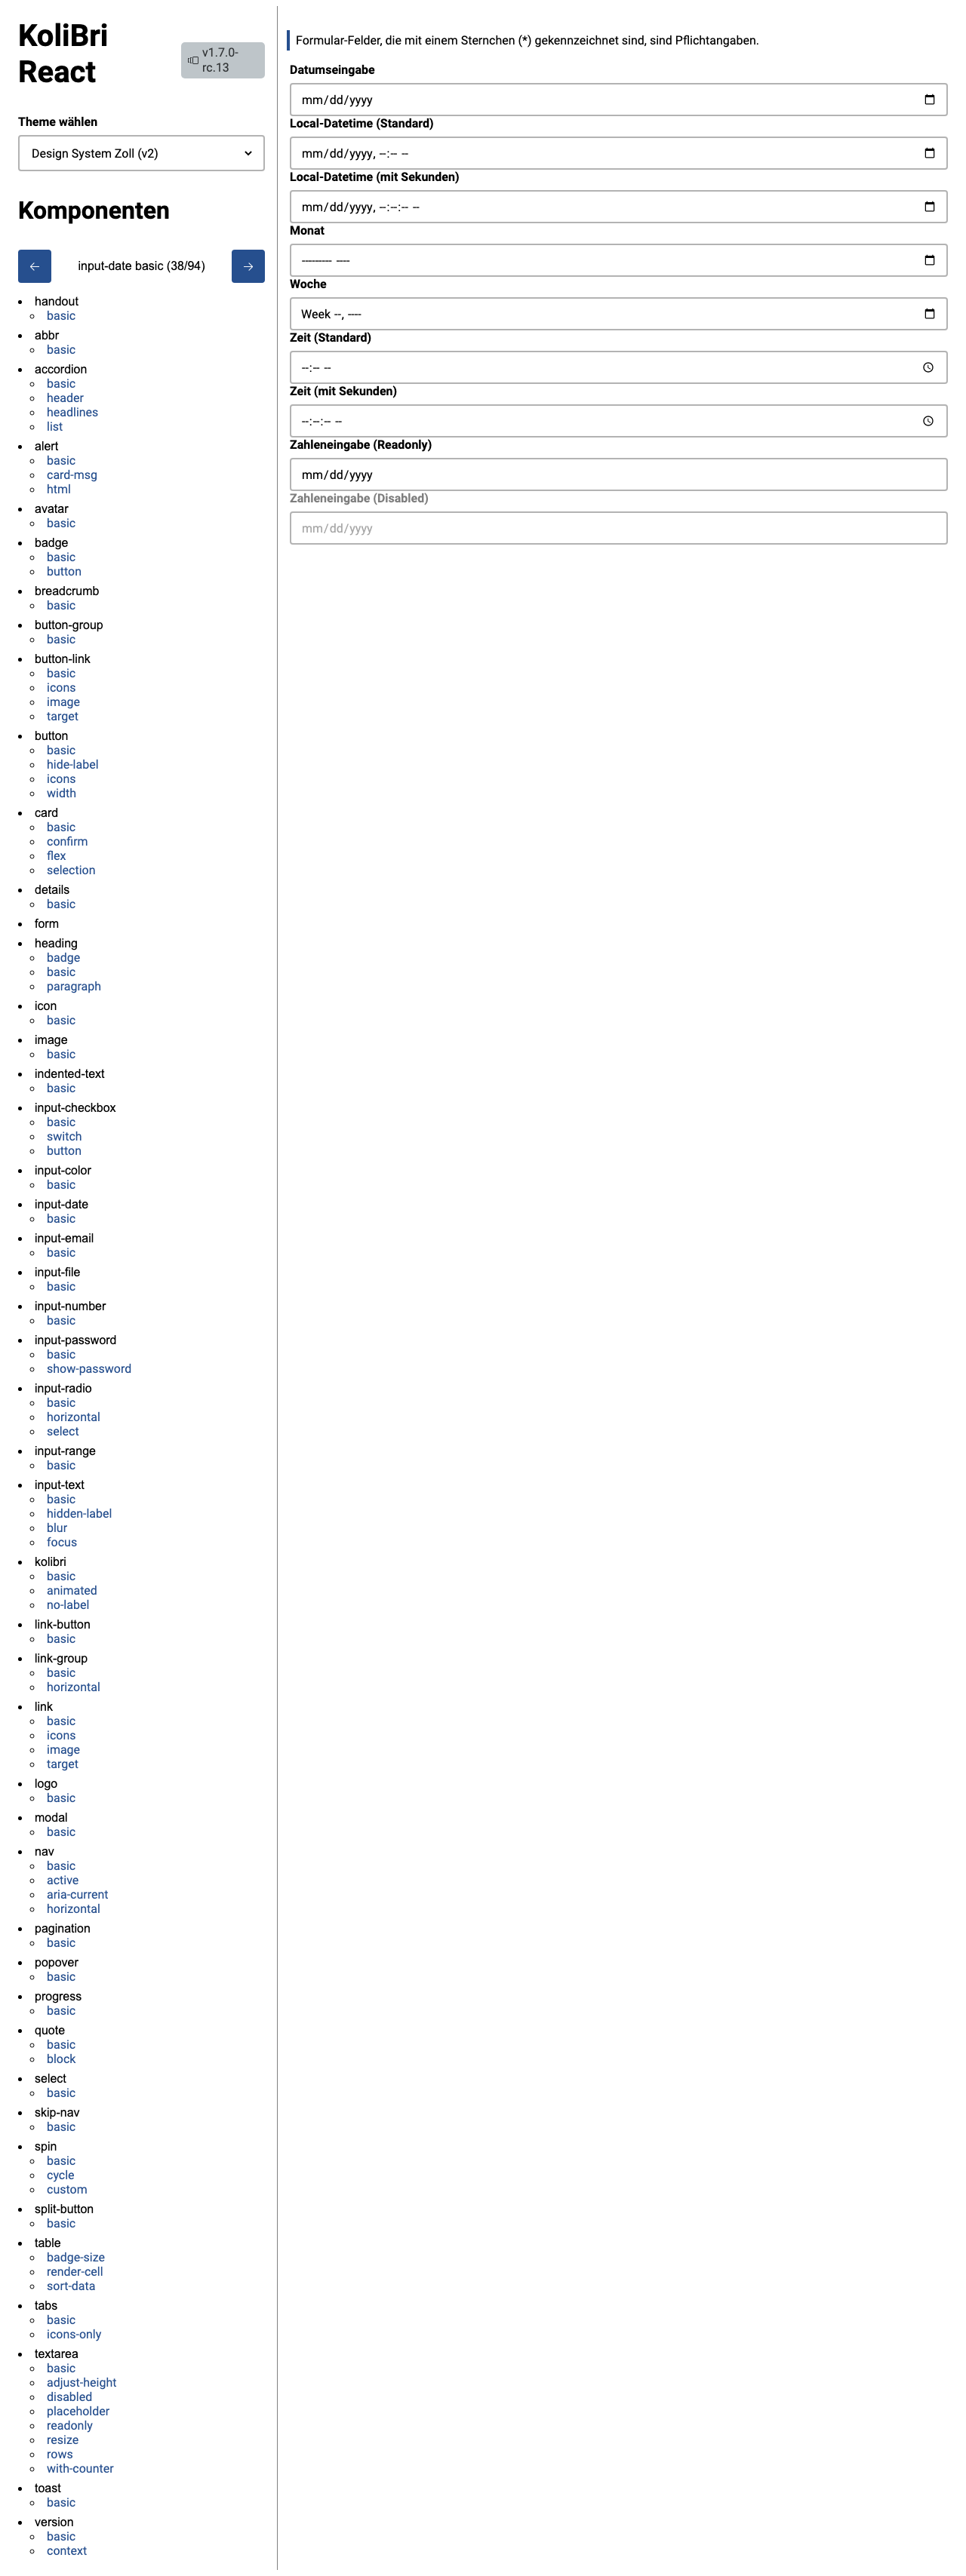 KoliBri
React
v1.7.0-
rc.13
Theme wählen
Design System Zoll (v2)
Komponenten
← input-date basic (38/94) →
handout
basic
abbr
basic
accordion
basic
header
headlines
list
alert
basic
card-msg
html
avatar
basic
badge
basic
button
breadcrumb
basic
button-group
basic
button-link
basic
icons
image
target
button
basic
hide-label
icons
width
card
basic
confirm
flex
selection
details
basic
form
heading
badge
basic
paragraph
icon
basic
image
basic
indented-text
basic
input-checkbox
basic
switch
button
input-color
basic
input-date
basic
input-email
basic
input-file
basic
input-number
basic
input-password
basic
show-password
input-radio
basic
horizontal
select
input-range
basic
input-text
basic
hidden-label
blur
focus
kolibri
basic
animated
no-label
link-button
basic
link-group
basic
horizontal
link
basic
icons
image
target
logo
basic
modal
basic
nav
basic
active
aria-current
horizontal
pagination
basic
popover
basic
progress
basic
quote
basic
block
select
basic
skip-nav
basic
spin
basic
cycle
custom
split-button
basic
table
badge-size
render-cell
sort-data
tabs
basic
icons-only
textarea
basic
adjust-height
disabled
placeholder
readonly
resize
rows
with-counter
toast
basic
version
basic
context
Formular-Felder, die mit einem Sternchen (*) gekennzeichnet sind, sind Pflichtangaben.
Datumseingabe
mm/dd/yyyy
Local-Datetime (Standard)
mm/dd/yyyy, --:-- --
Local-Datetime (mit Sekunden)
mm/dd/yyyy, --:--:-- --
Monat
--------- ----
Woche
Week --, ----
Zeit (Standard)
--:-- --
Zeit (mit Sekunden)
--:--:-- --
Zahleneingabe (Readonly)
mm/dd/yyyy
Zahleneingabe (Disabled)
mm/dd/yyyy